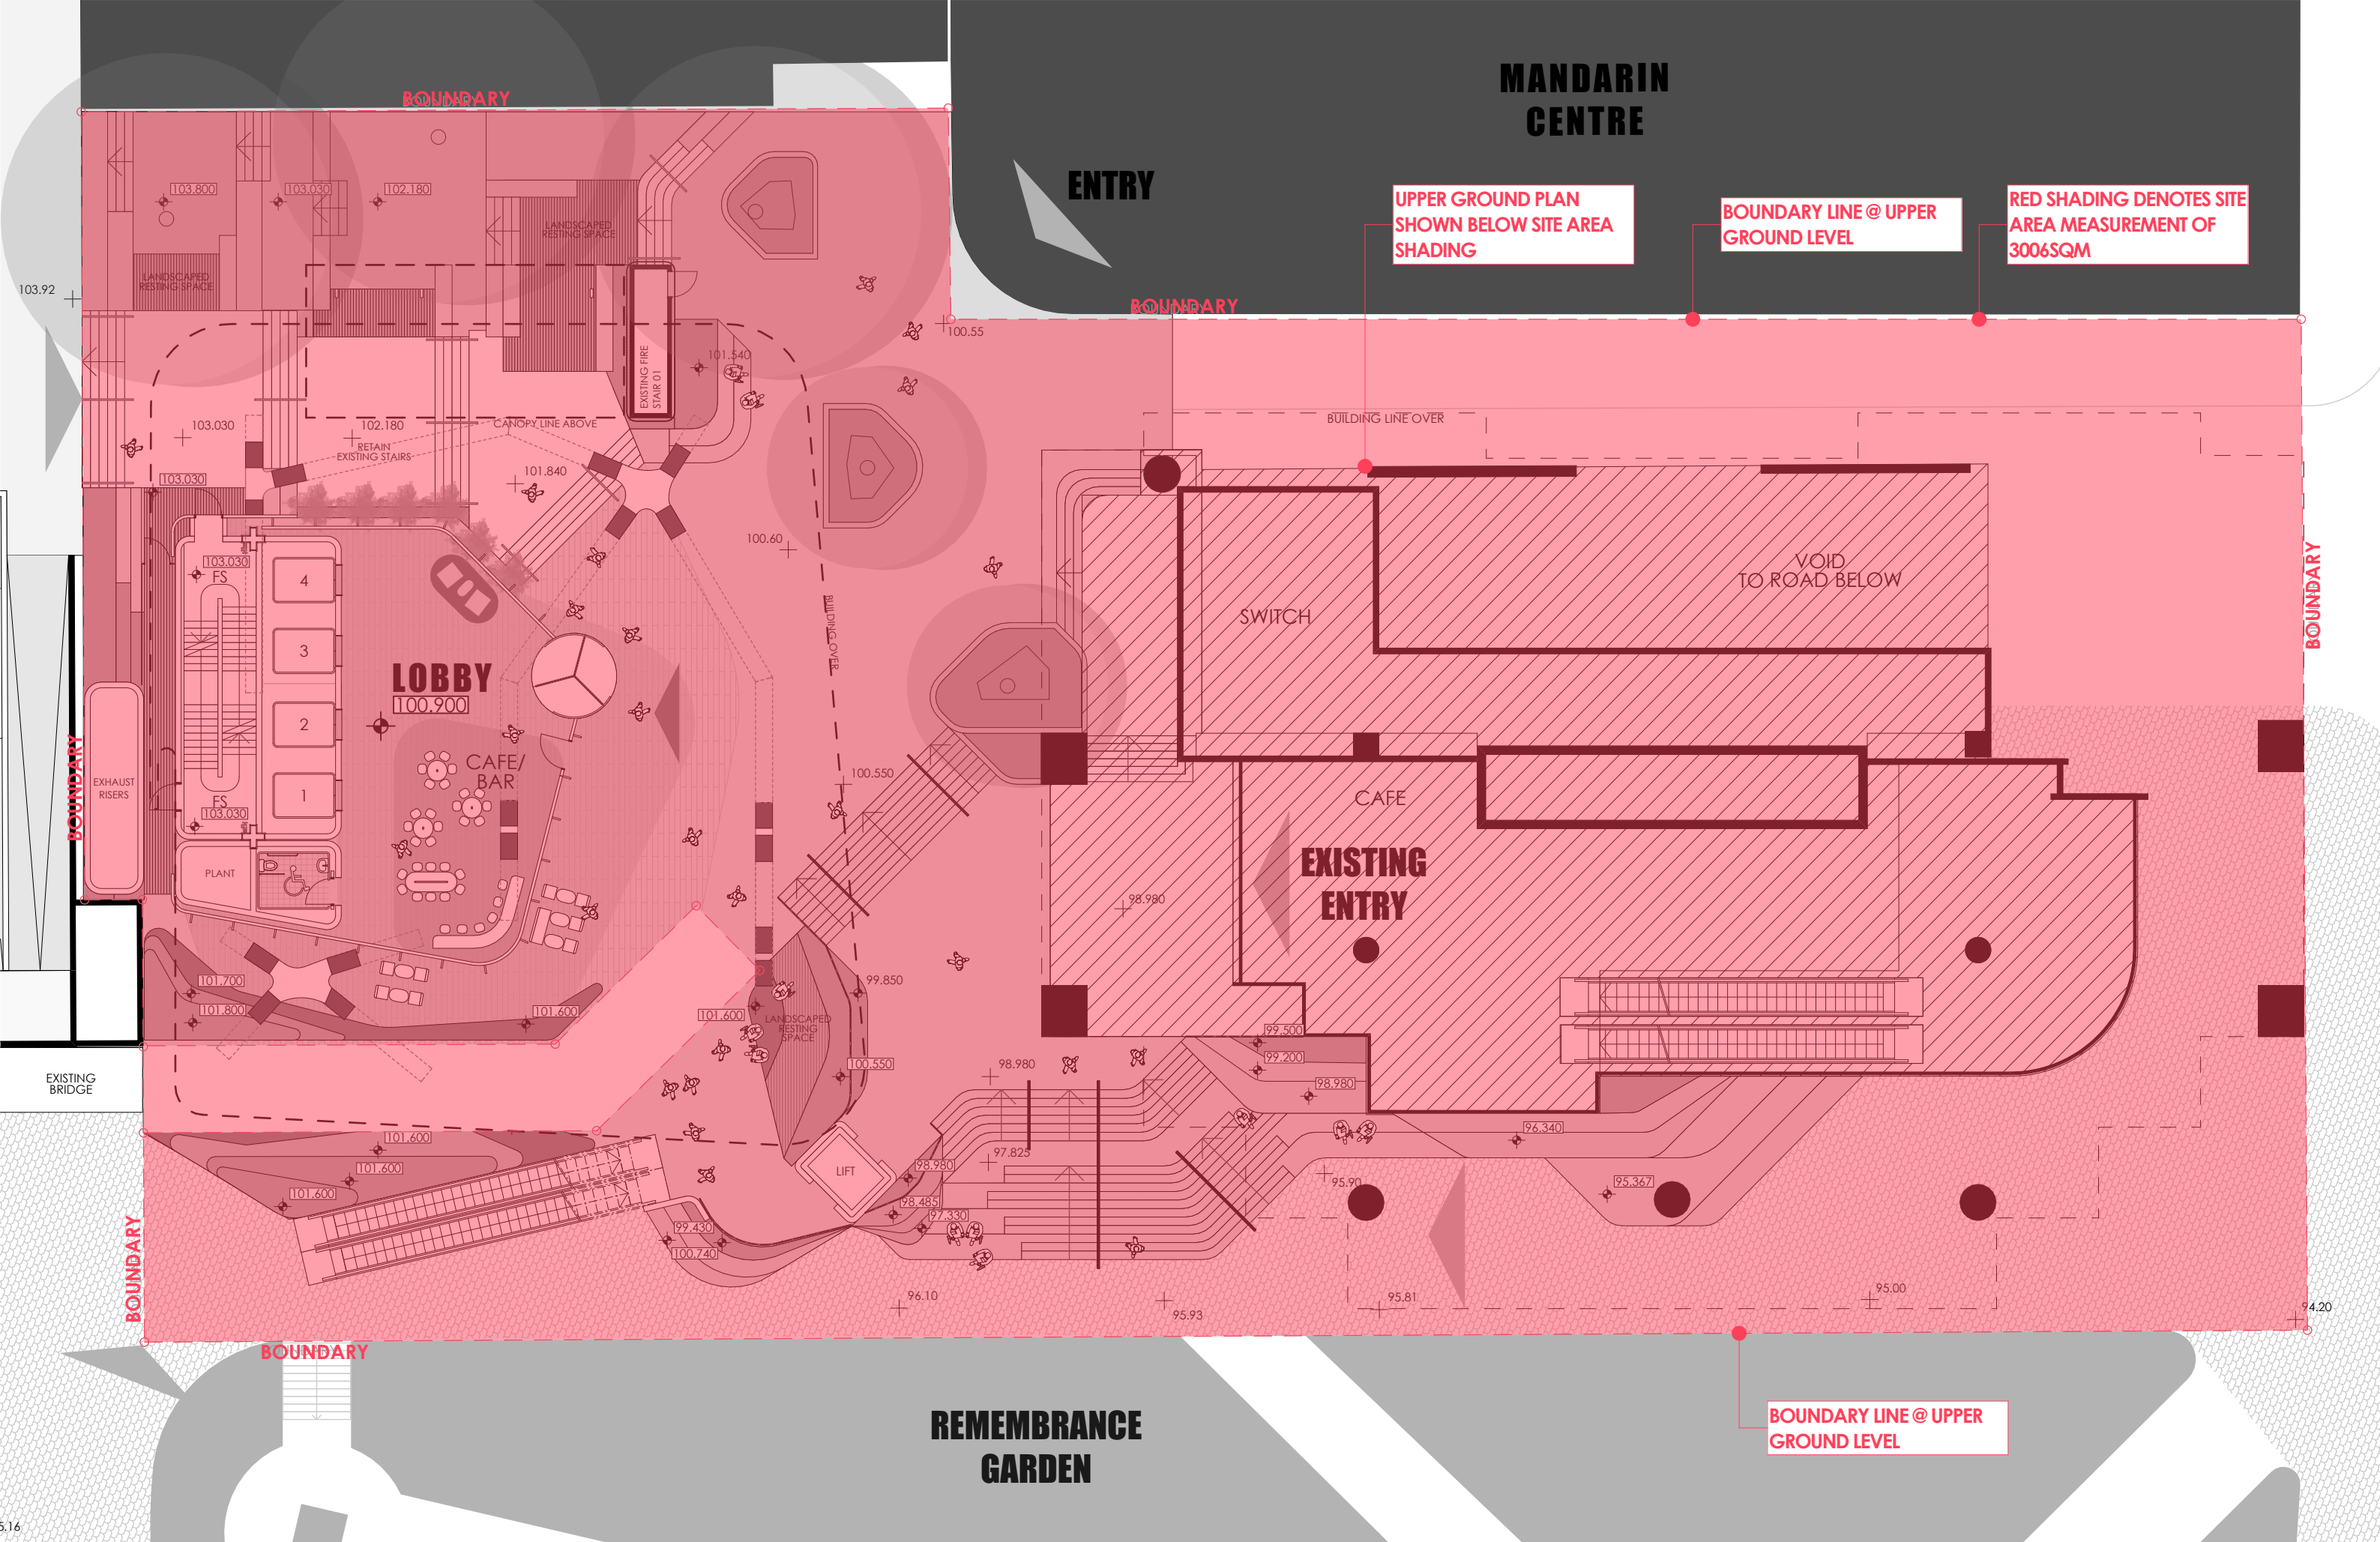 MANDARIN
CENTRE
ENTRY
BOUNDARY
UPPER GROUND PLAN
SHOWN BELOW SITE AREA
SHADING
BOUNDARY LINE @ UPPER
GROUND LEVEL
RED SHADING DENOTES SITE
AREA MEASUREMENT OF
3006SQM
103.800
103.030
102.180
LANDSCAPED
RESTING SPACE
LANDSCAPED
RESTING SPACE
103.92
BOUNDARY
100.55
EXISTING FIRE
STAIR 01
101.540
103.030
102.180
RETAIN
EXISTING STAIRS
CANOPY LINE ABOVE
BUILDING LINE OVER
101.840
103.030
100.60
103.030
FS
4
3
2
1
LOBBY
100.900
BUILDING OVER
SWITCH
VOID
TO ROAD BELOW
BOUNDARY
CAFE/
BAR
100.550
CAFE
EXHAUST
RISERS
BOUNDARY
FS
103.030
PLANT
EXISTING
ENTRY
98.980
101.700
101.800
101.600
99.850
101.600
LANDSCAPED
RESTING
SPACE
100.550
98.980
99.500
99.200
98.980
EXISTING
BRIDGE
101.600
101.600
101.600
LIFT
98.980
97.825
98.485
97.330
96.340
95.90
95.367
99.430
100.740
BOUNDARY
96.10
95.93
95.81
95.00
94.20
BOUNDARY
BOUNDARY LINE @ UPPER
GROUND LEVEL
REMEMBRANCE
GARDEN
5.16